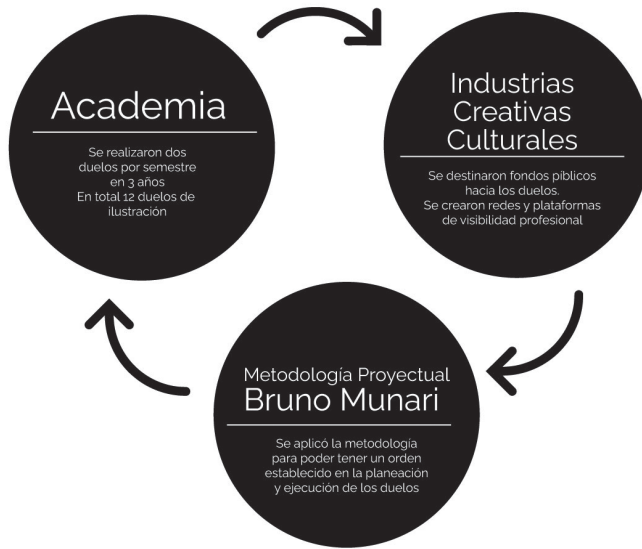 Academia
Se realizaron dos
duelos por semestre
en 3 años
En total 12 duelos de
ilustración
Industrias
Creativas
Culturales
Se destinaron fondos píblicos
hacia los duelos.
Se crearon redes y plataformas
de visibilidad profesional
Metodología Proyectual
Bruno Munari
Se aplicó la metodología
para poder tener un orden
establecido en la planeación
y ejecución de los duelos